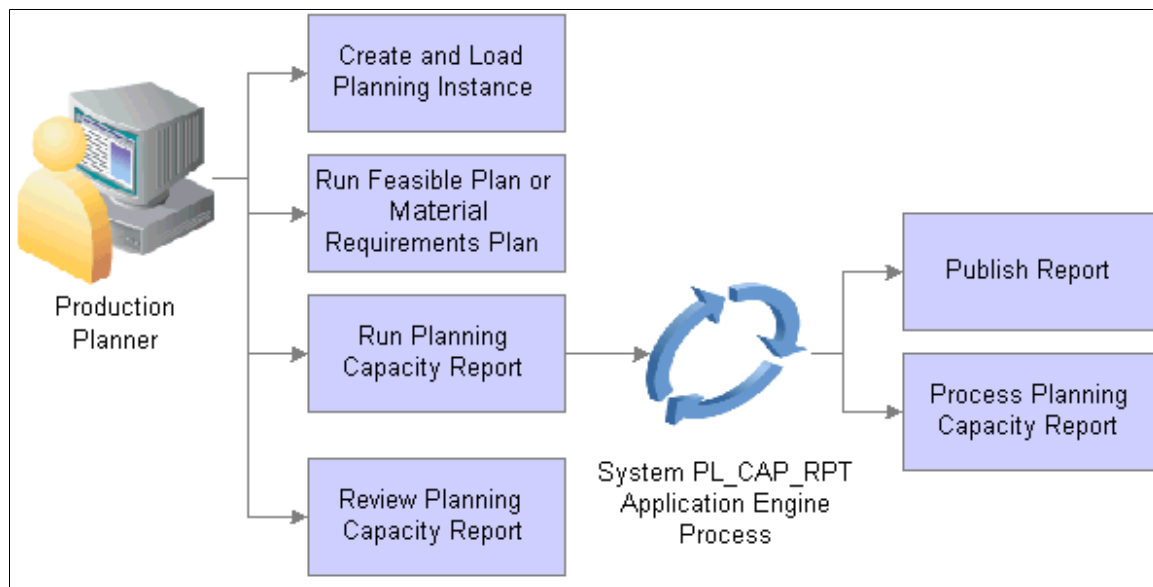 Create and Load
Planning Instance
Run Feasible Plan or
Material
Requirements Plan
Production
Planner
Run Planning
Capacity Report
Review Planning
Capacity Report
System PL_CAP_RPT
Application Engine
Process
Publish Report
Process Planning
Capacity Report